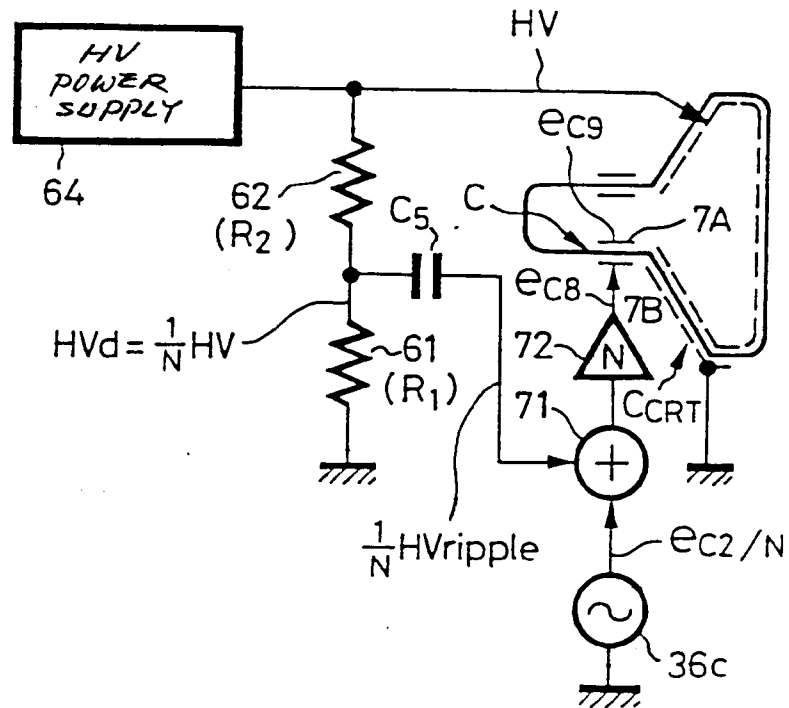 HV
HV
POWER
SUPPLY
64
eC9
62
(R2)
C5
C
7A
eC8
7B
HVd = 1/N HV
61
(R1)
72
N
CCRT
71
+
1/N HVripple
eC2/N
36c